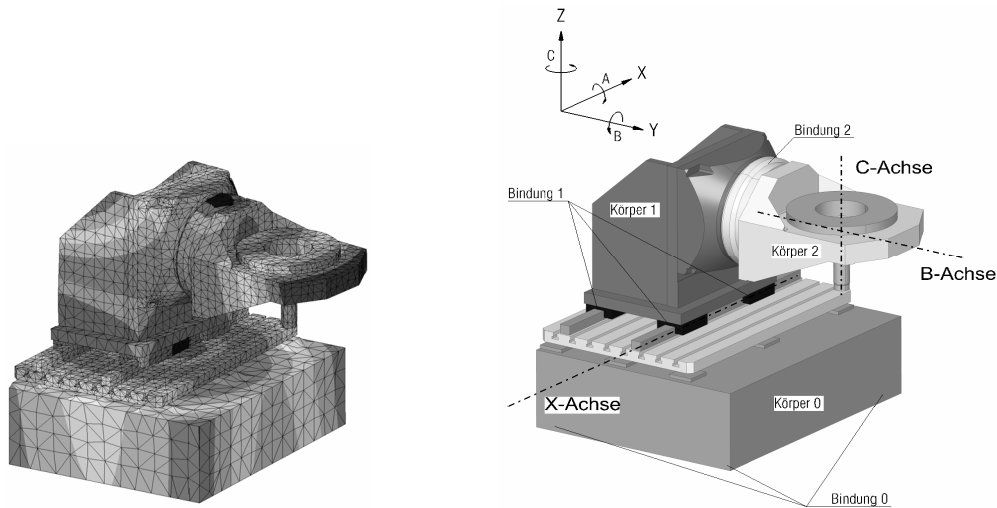 Z
C
X
A
Y
B
Bindung 2
C-Achse
Bindung 1
Körper 1
Körper 2
B-Achse
X-Achse
Körper 0
Bindung 0